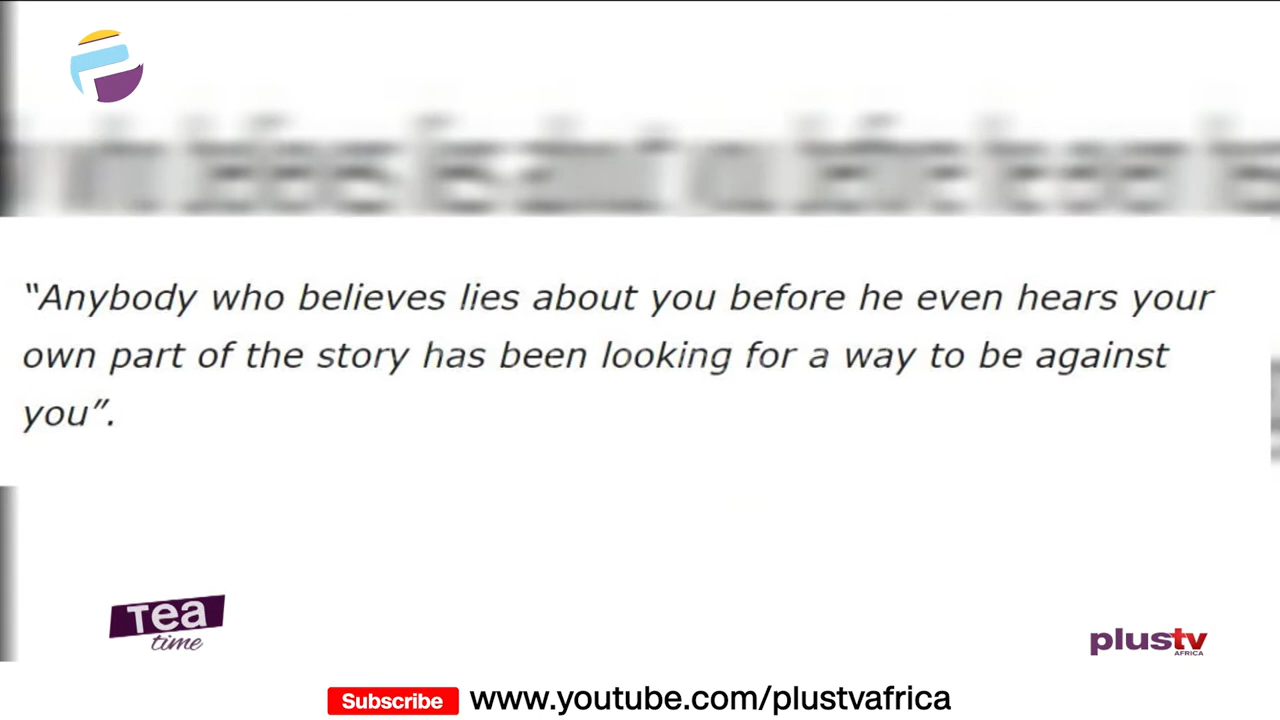 “Anybody who believes lies about you before he even hears your
own part of the story has been looking for a way to be against
you”.
Tea
time
plustv
AFRICA
Subscribe www.youtube.com/plustvafrica